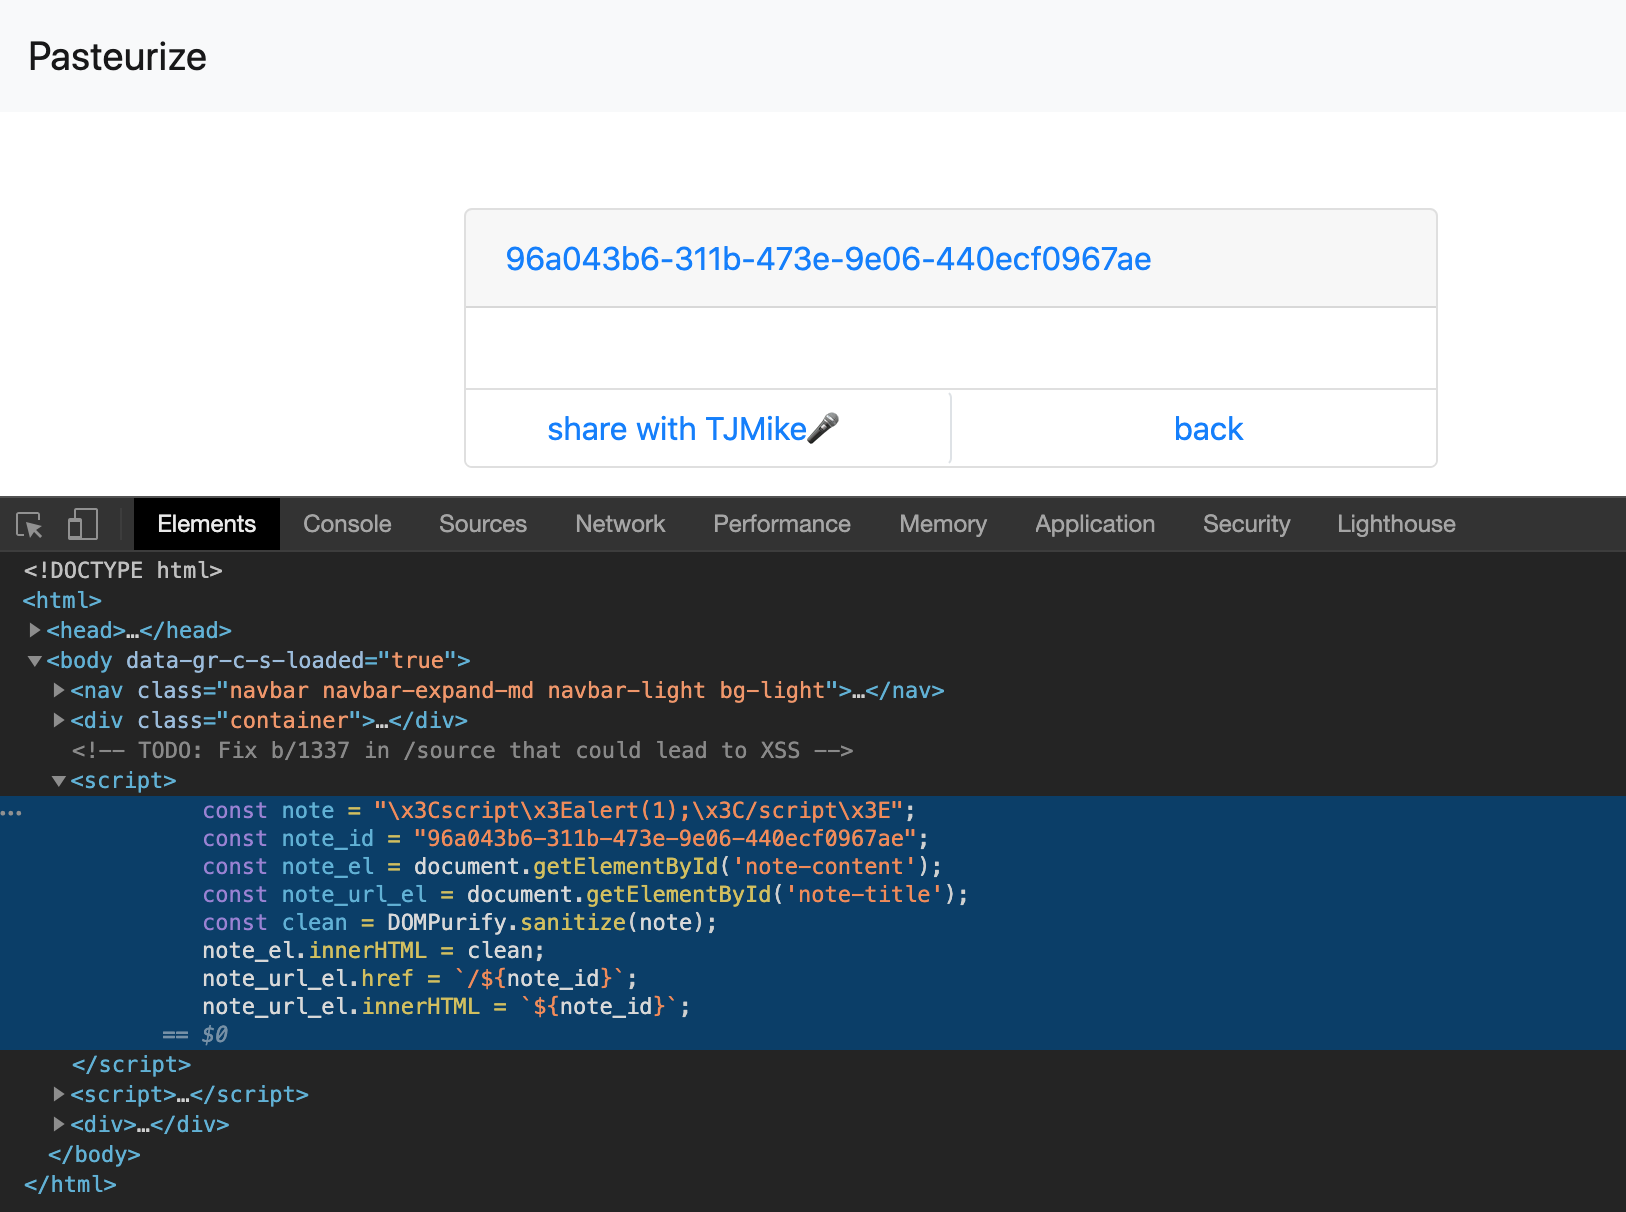 Pasteurize
96a043b6-311b-473e-9e06-440ecf0967ae
share with TJMike🎤
back
Elements Console Sources Network Performance Memory Application Security Lighthouse
<!DOCTYPE html>
<html>
<head>…</head>
<body data-gr-c-s-loaded="true">
<nav class="navbar navbar-expand-md navbar-light bg-light">…</nav>
<div class="container">…</div>
<!-- TODO: Fix b/1337 in /source that could lead to XSS -->
<script>
const note = "\x3Cscript\x3Ealert(1);\x3C/script\x3E";
const note_id = "96a043b6-311b-473e-9e06-440ecf0967ae";
const note_el = document.getElementById('note-content');
const note_url_el = document.getElementById('note-title');
const clean = DOMPurify.sanitize(note);
note_el.innerHTML = clean;
note_url_el.href = `/${note_id}`;
note_url_el.innerHTML = `${note_id}`;
== $0
</script>
<script>…</script>
<div>…</div>
</body>
</html>